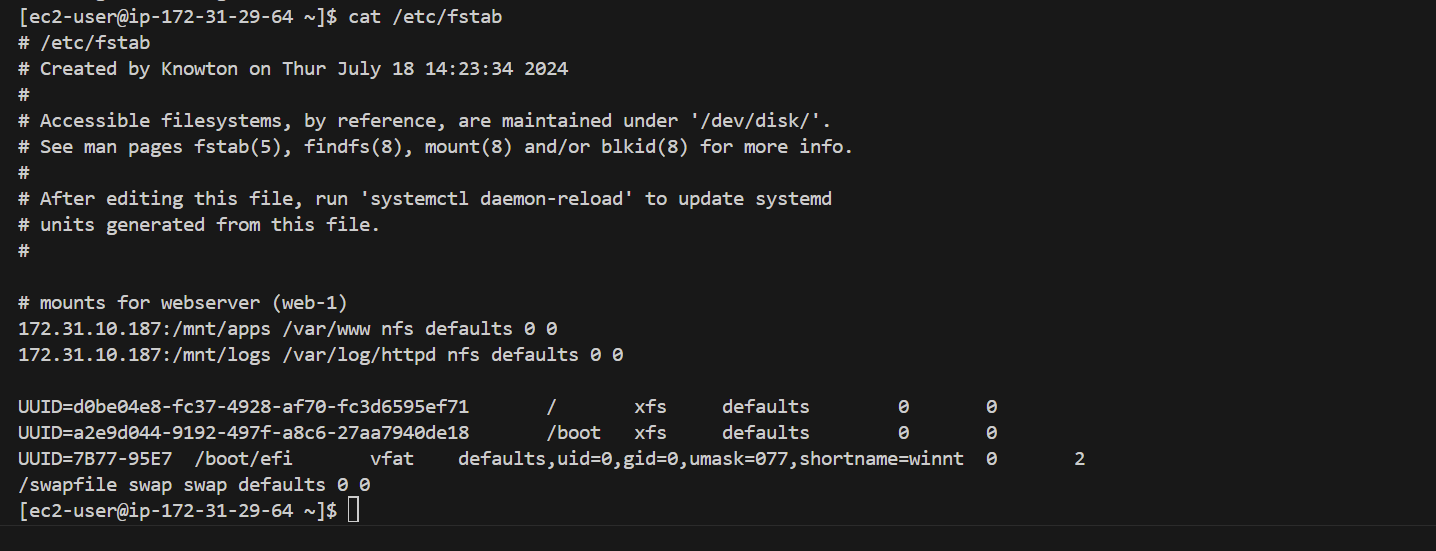 [ec2-user@ip-172-31-29-64 ~]$ cat /etc/fstab
# /etc/fstab
# Created by Knowton on Thur July 18 14:23:34 2024
#
# Accessible filesystems, by reference, are maintained under '/dev/disk/'.
# See man pages fstab(5), findfs(8), mount(8) and/or blkid(8) for more info.
#
# After editing this file, run 'systemctl daemon-reload' to update systemd
# units generated from this file.
#
# mounts for webserver (web-1)
172.31.10.187:/mnt/apps /var/www nfs defaults 0 0
172.31.10.187:/mnt/logs /var/log/httpd nfs defaults 0 0
UUID=d0be04e8-fc37-4928-af70-fc3d6595ef71       /       xfs     defaults        0       0
UUID=a2e9d044-9192-497f-a8c6-27aa7940de18       /boot   xfs     defaults        0       0
UUID=7B77-95E7  /boot/efi       vfat    defaults,uid=0,gid=0,umask=077,shortname=winnt  0       2
/swapfile swap swap defaults 0 0
[ec2-user@ip-172-31-29-64 ~]$